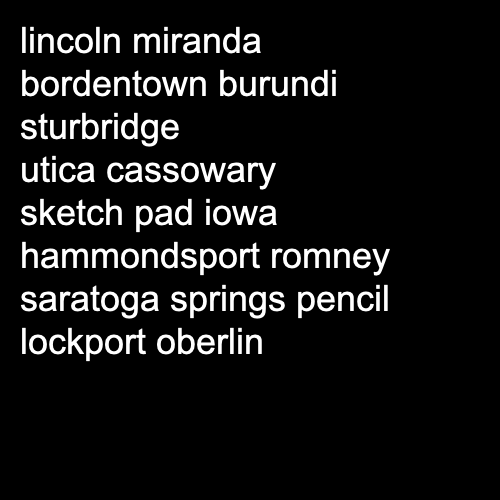 lincoln miranda
bordentown burundi
sturbridge
utica cassowary
sketch pad iowa
hammondsport romney
saratoga springs pencil
lockport oberlin